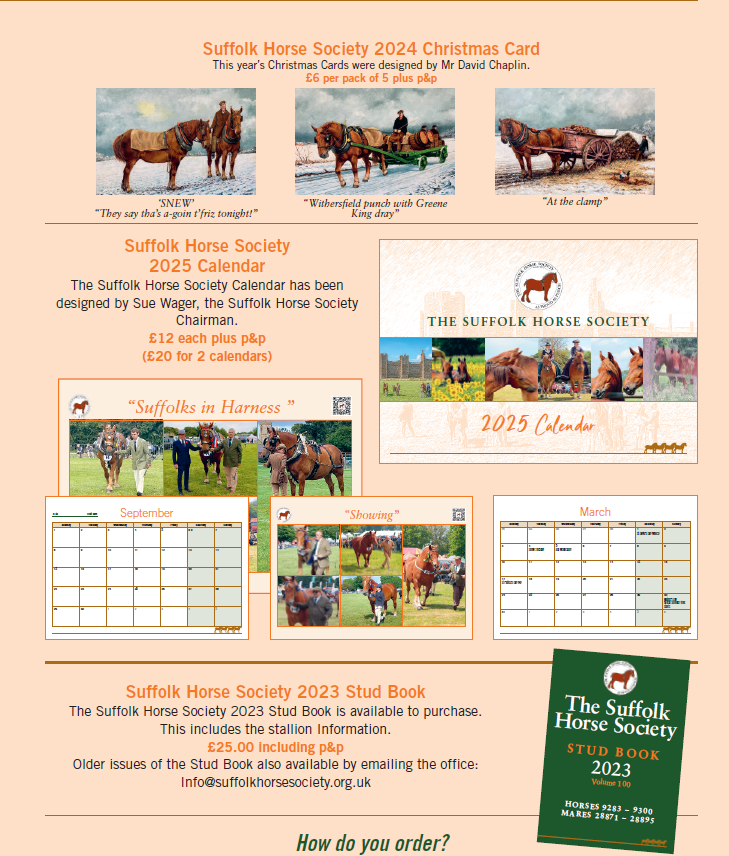 Suffolk Horse Society 2024 Christmas Card
This year's Christmas Cards were designed by Mr David Chaplin.
£6 per pack of 5 plus p&p
'SNEW'
"They say tha's a-goin t'friz tonight!"
"Withersfield punch with Greene
King dray"
"At the clamp"
Suffolk Horse Society
2025 Calendar
The Suffolk Horse Society Calendar has been
designed by Sue Wager, the Suffolk Horse Society
Chairman.
£12 each plus p&p
(£20 for 2 calendars)
THE SUFFOLK HORSE SOCIETY
2025 Calendar
"Suffolks in Harness "
September
"Showing"
March
Suffolk Horse Society 2023 Stud Book
The Suffolk Horse Society 2023 Stud Book is available to purchase.
This includes the stallion Information.
£25.00 including p&p
Older issues of the Stud Book also available by emailing the office:
Info@suffolkhorsesociety.org.uk
The Suffolk
Horse Society
STUD BOOK
2023
Volume 100
HORSES 9283 – 9300
MARES 28871 – 28895
How do you order?